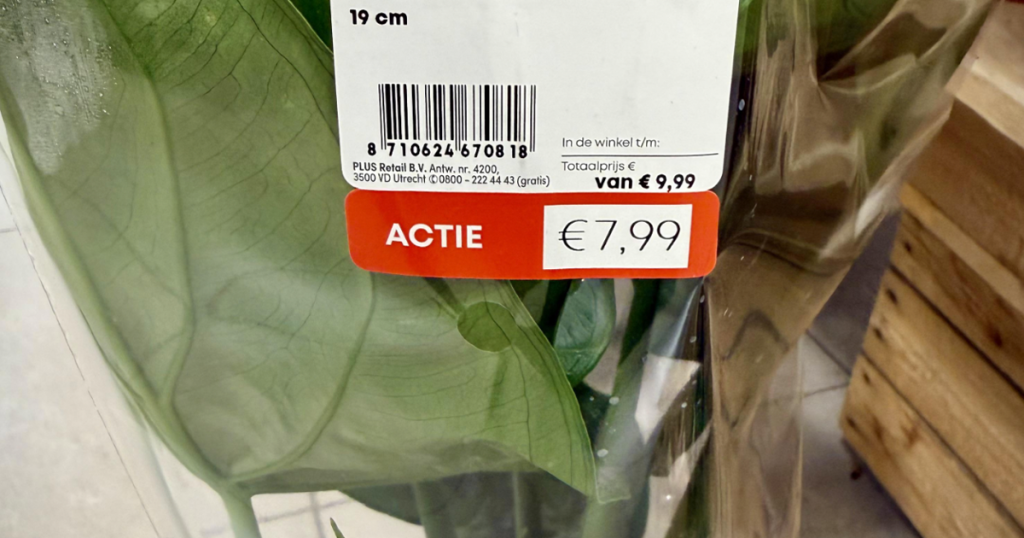 19 cm
8 710624 670818
PLUS Retail B.V. Antw. nr. 4200,
3500 VD Utrecht ✆0800 - 222 44 43 (gratis)
In de winkel t/m:
Totaalprijs €
van € 9,99
ACTIE
€7,99